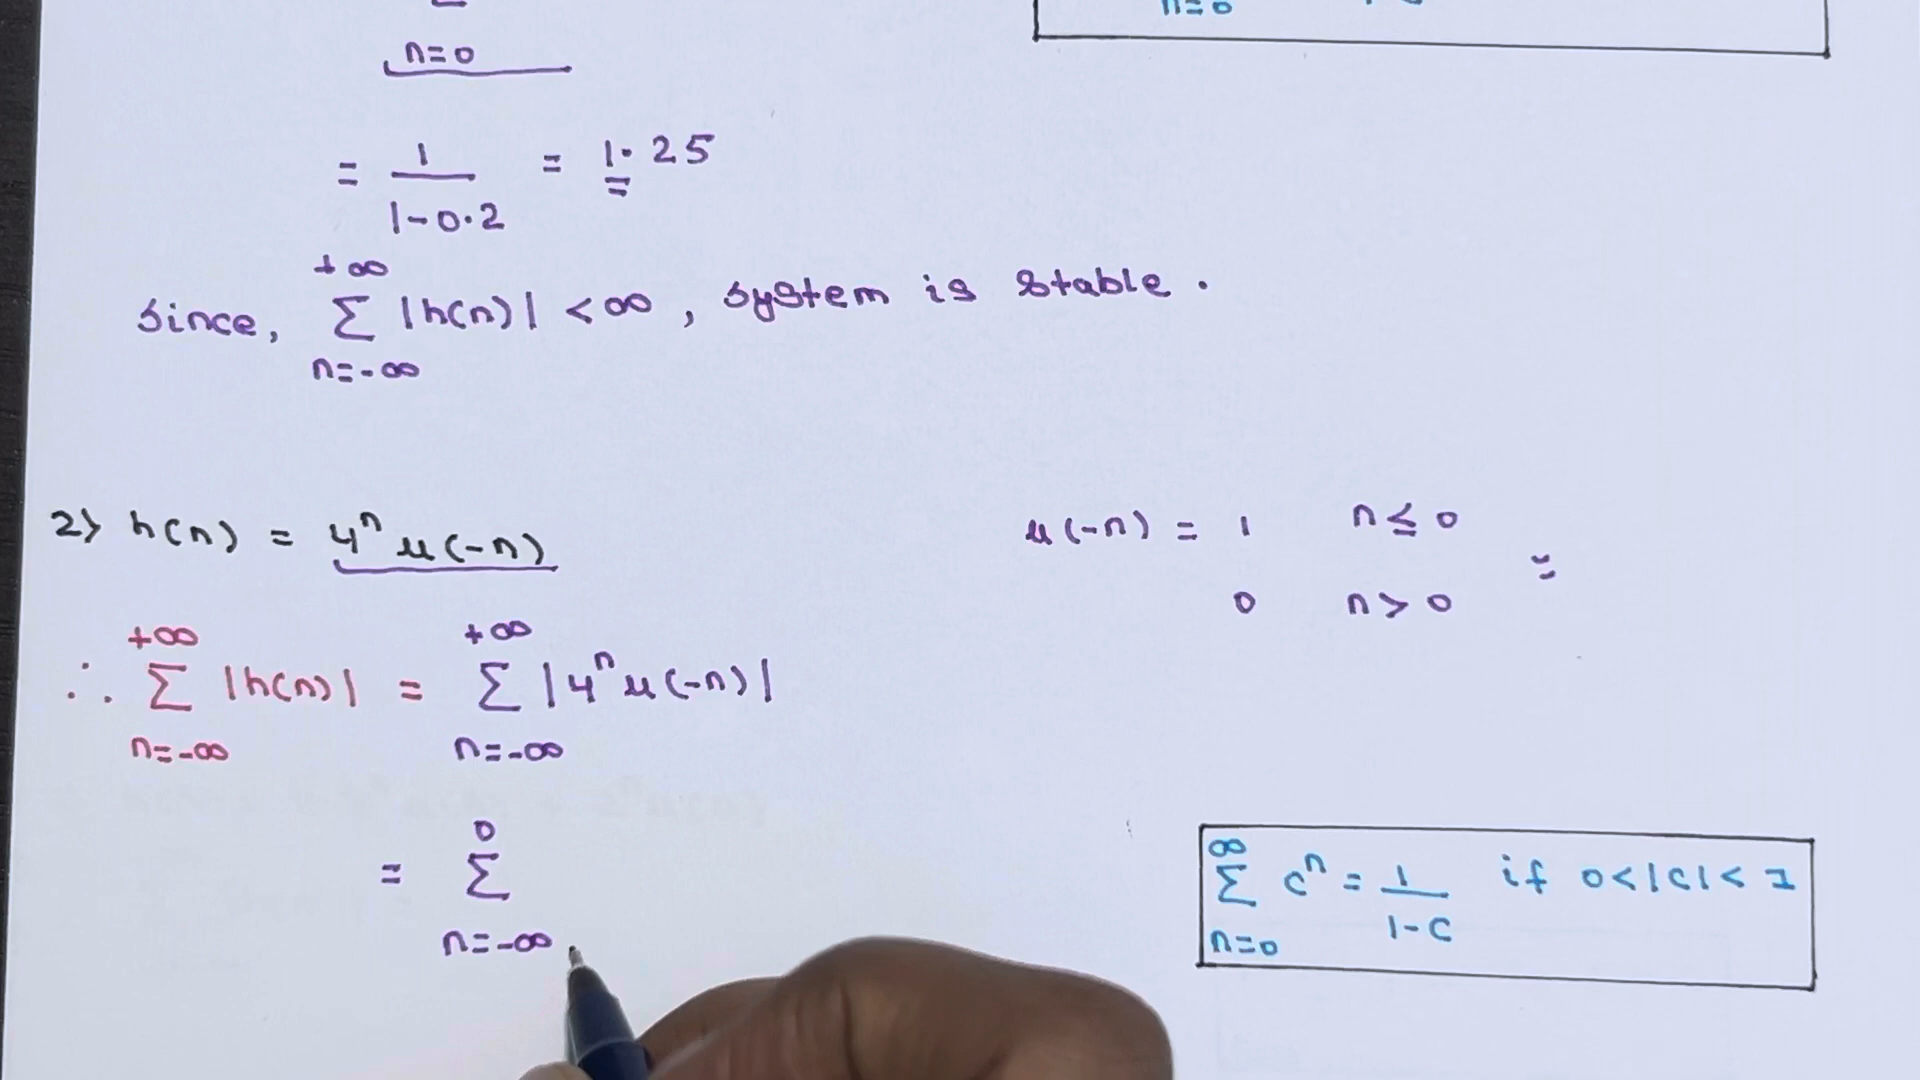 n=0
n=0
= 1/(1-0.2) = 1.25
Since, +∞ Σ n=-∞ |h(n)| < ∞, system is stable.
2) h(n) = 4ⁿ u(-n)
u(-n) = 1 n ≤ 0
0 n > 0
∴ +∞ Σ n=-∞ |h(n)| = +∞ Σ n=-∞ |4ⁿ u(-n)|
= 0 Σ n=-∞
∞ Σ n=0 cⁿ = 1/(1-c) if 0<|c|<1